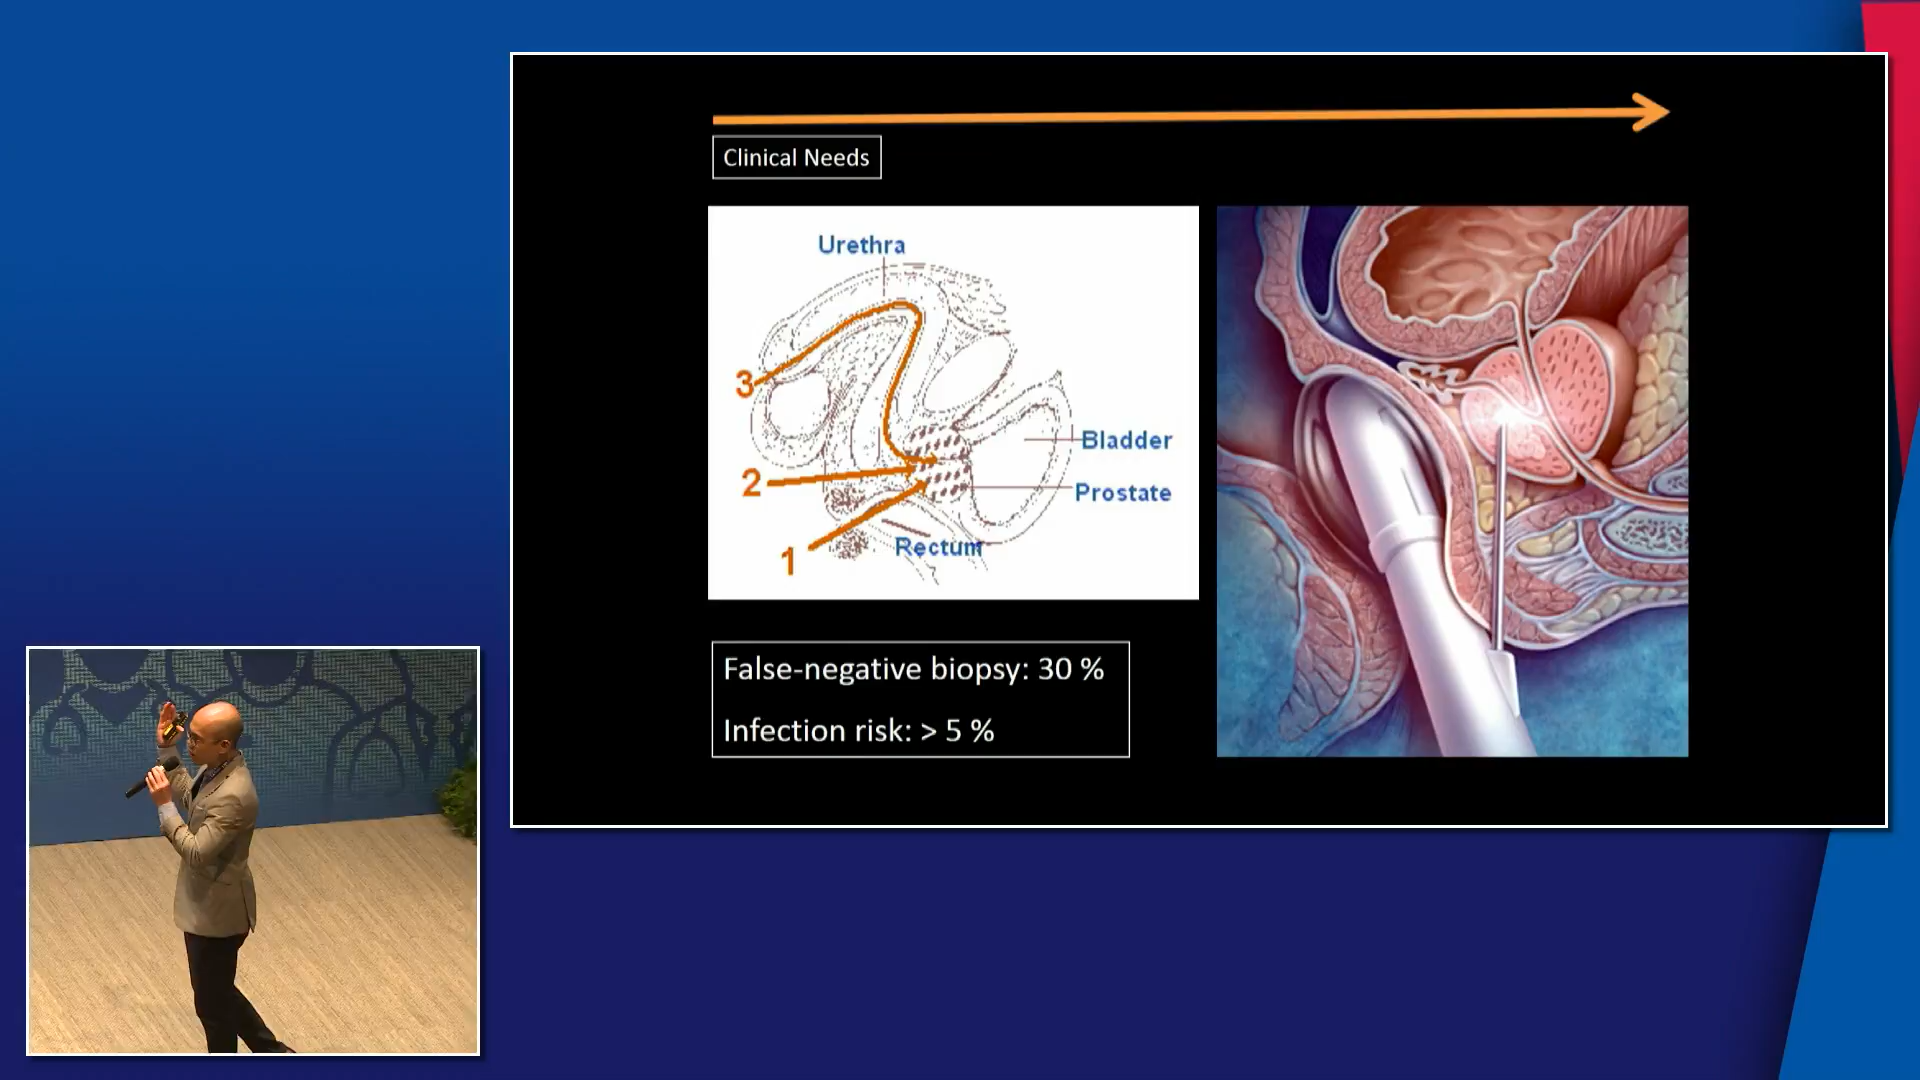 Clinical Needs
Urethra
3
Bladder
2
Prostate
Rectum
1
False-negative biopsy: 30 %
Infection risk: > 5 %